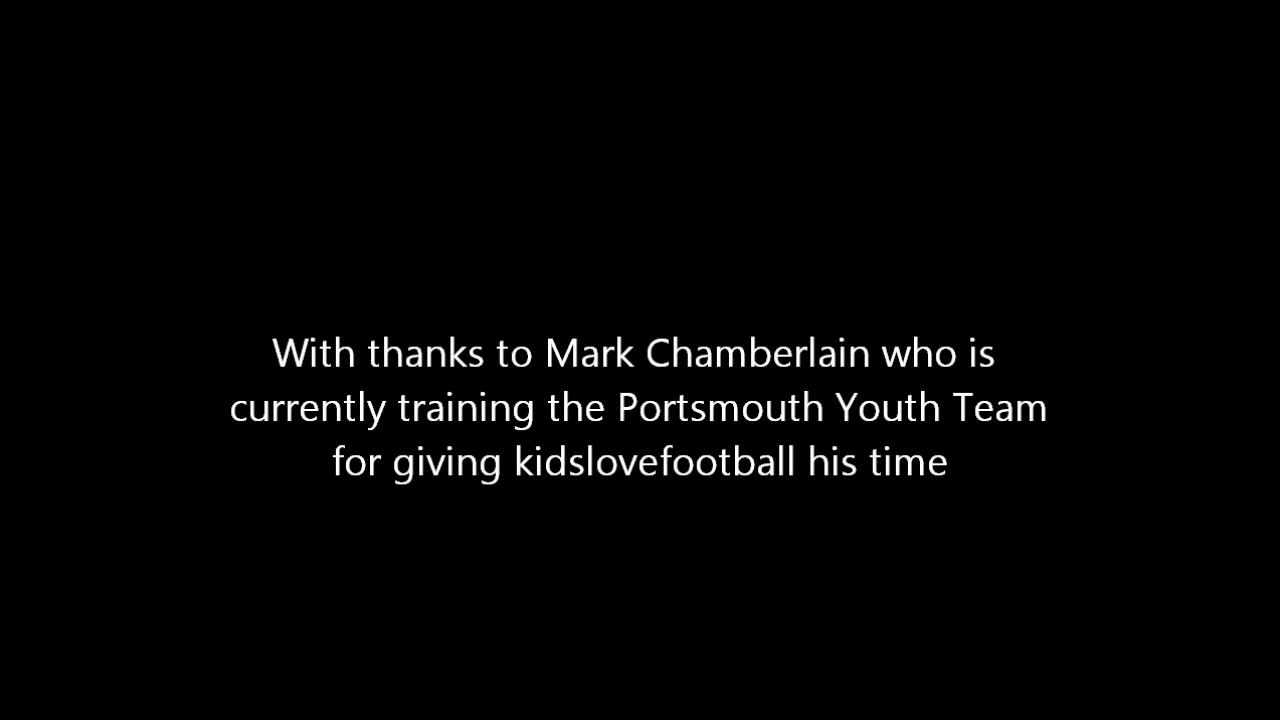 With thanks to Mark Chamberlain who is
currently training the Portsmouth Youth Team
for giving kidslovefootball his time